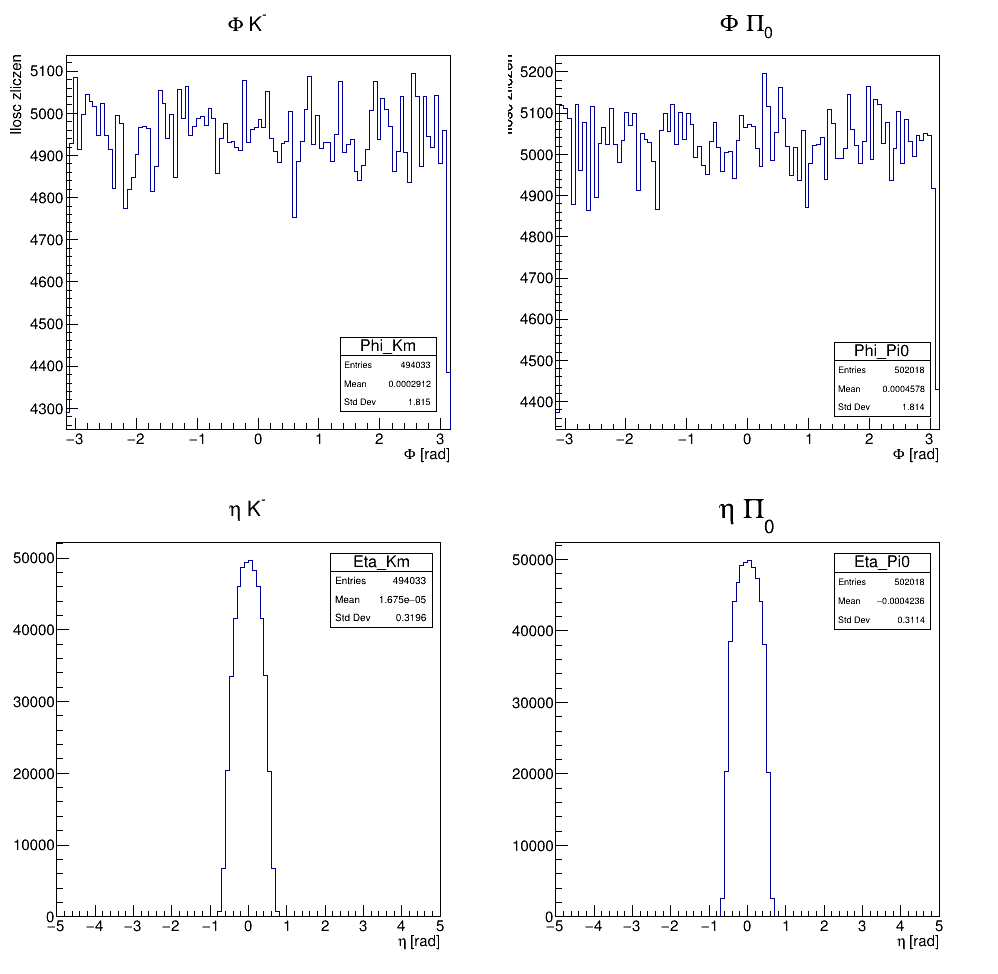 Φ K-
Ilosc zliczen
5100
5000
4900
4800
4700
4600
4500
4400
4300
Phi_Km
Entries 494033
Mean 0.0002912
Std Dev 1.815
−3 −2 −1 0 1 2 3
Φ [rad]
Φ Π0
Ilosc zliczen
5200
5100
5000
4900
4800
4700
4600
4500
4400
Phi_Pi0
Entries 502018
Mean 0.0004578
Std Dev 1.814
−3 −2 −1 0 1 2 3
Φ [rad]
η K-
50000
40000
30000
20000
10000
0
Eta_Km
Entries 494033
Mean 1.675e−05
Std Dev 0.3196
−5 −4 −3 −2 −1 0 1 2 3 4 5
η [rad]
η Π0
50000
40000
30000
20000
10000
0
Eta_Pi0
Entries 502018
Mean −0.0004236
Std Dev 0.3114
−5 −4 −3 −2 −1 0 1 2 3 4 5
η [rad]